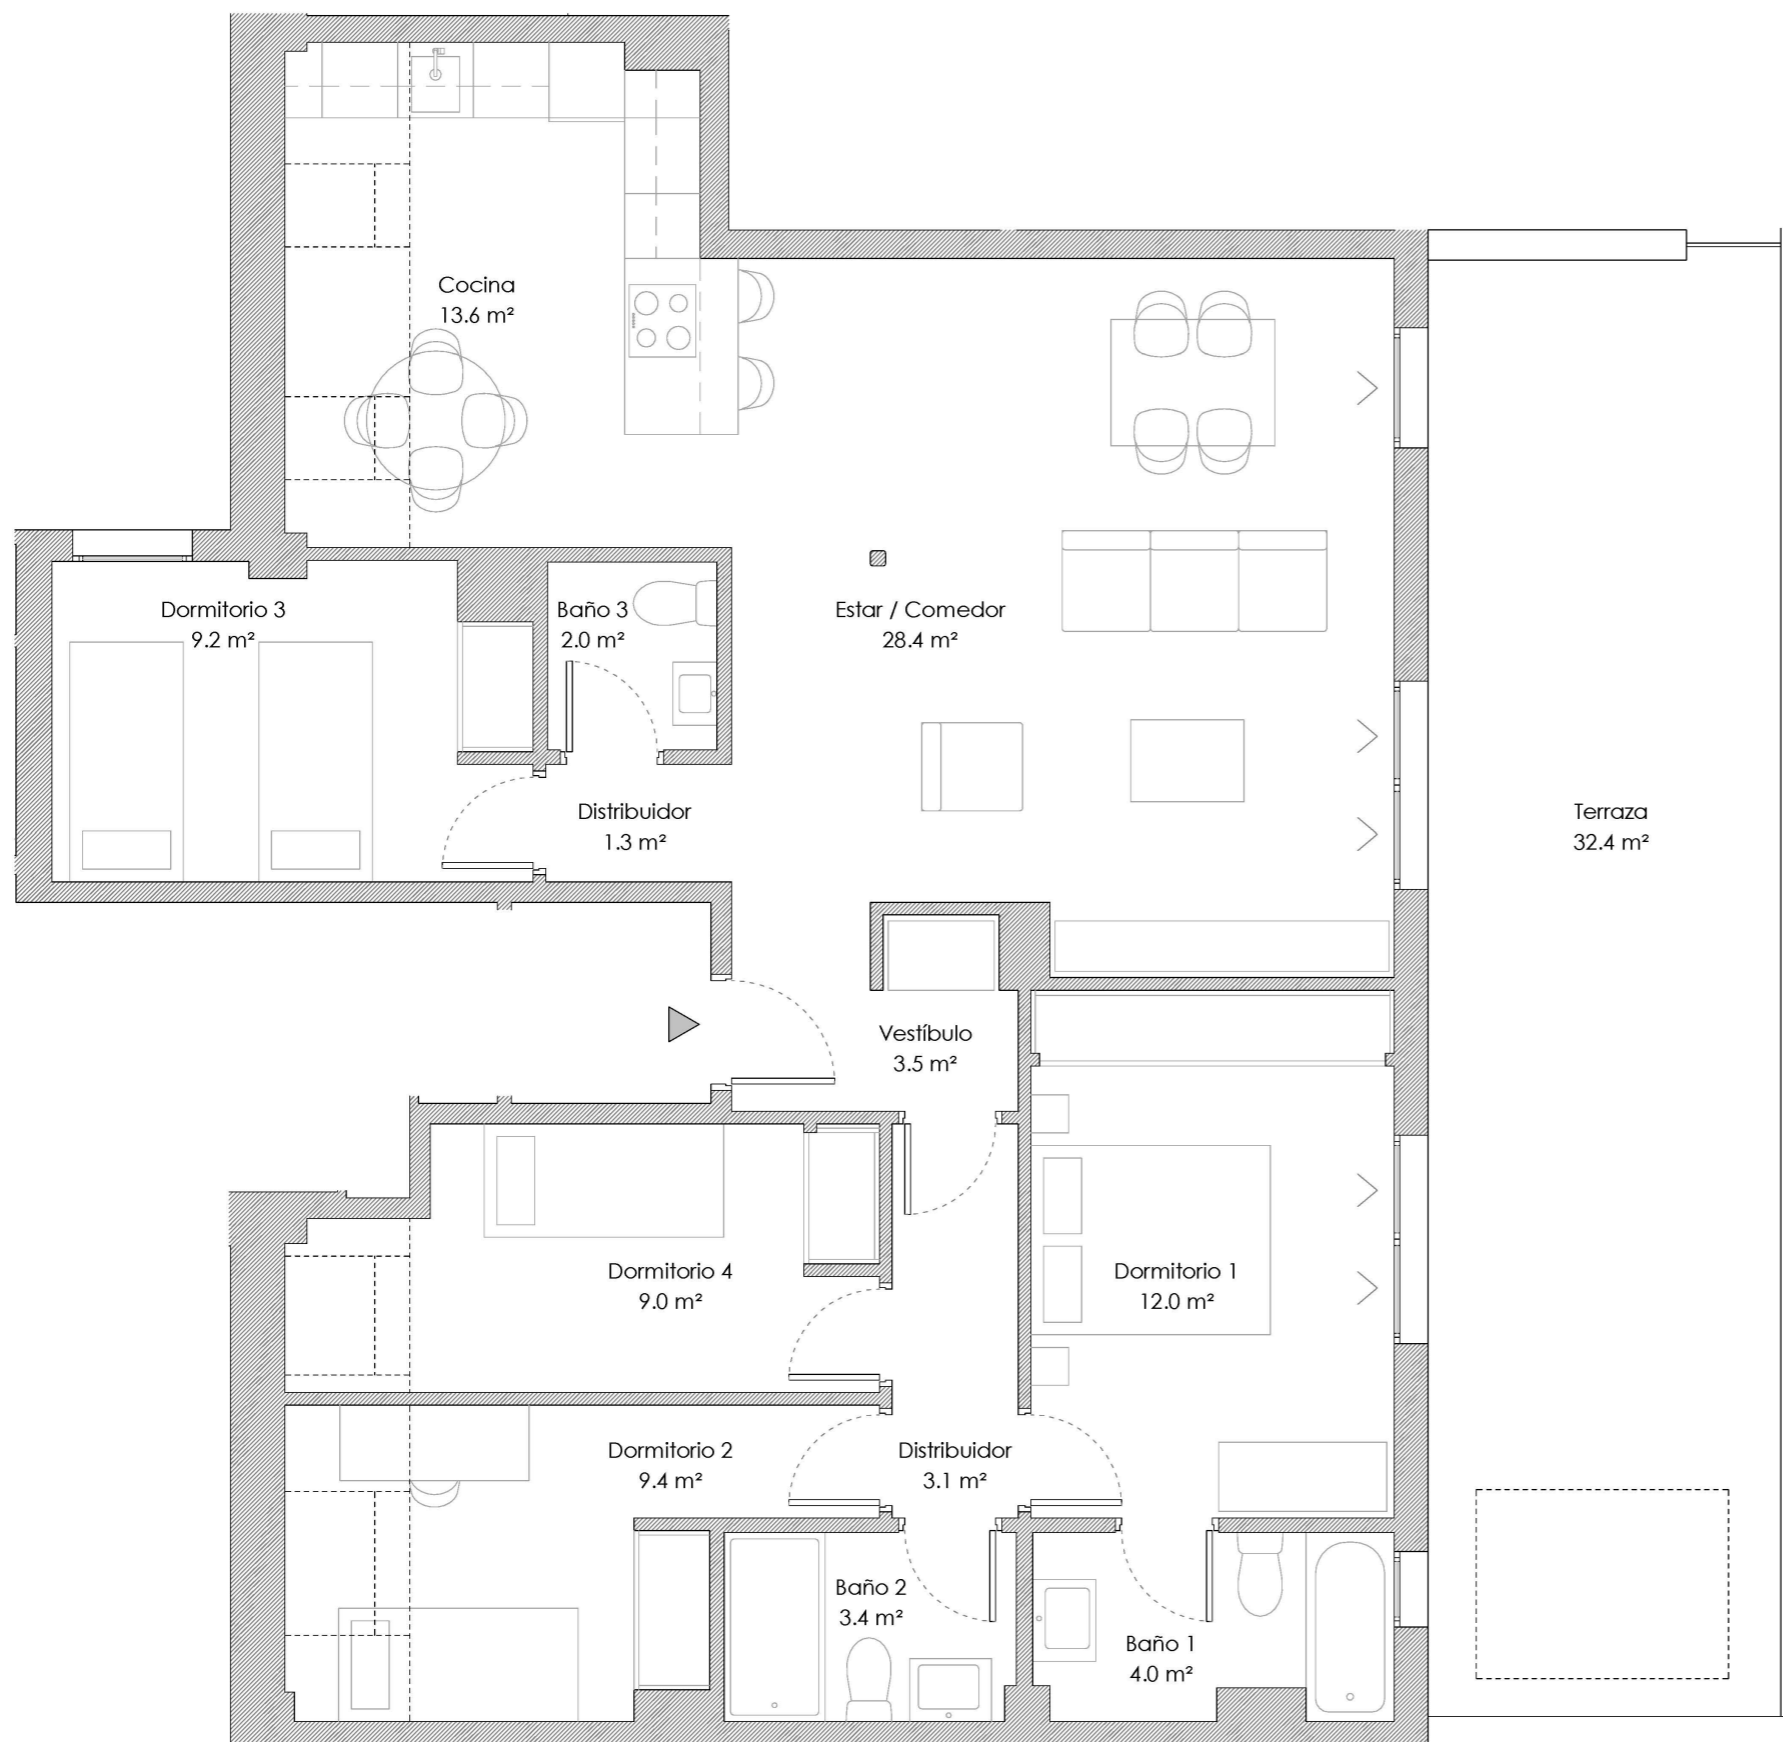 Cocina
13.6 m²
Dormitorio 3
9.2 m²
Baño 3
2.0 m²
Estar / Comedor
28.4 m²
Distribuidor
1.3 m²
Terraza
32.4 m²
Vestíbulo
3.5 m²
Dormitorio 4
9.0 m²
Dormitorio 1
12.0 m²
Dormitorio 2
9.4 m²
Distribuidor
3.1 m²
Baño 2
3.4 m²
Baño 1
4.0 m²